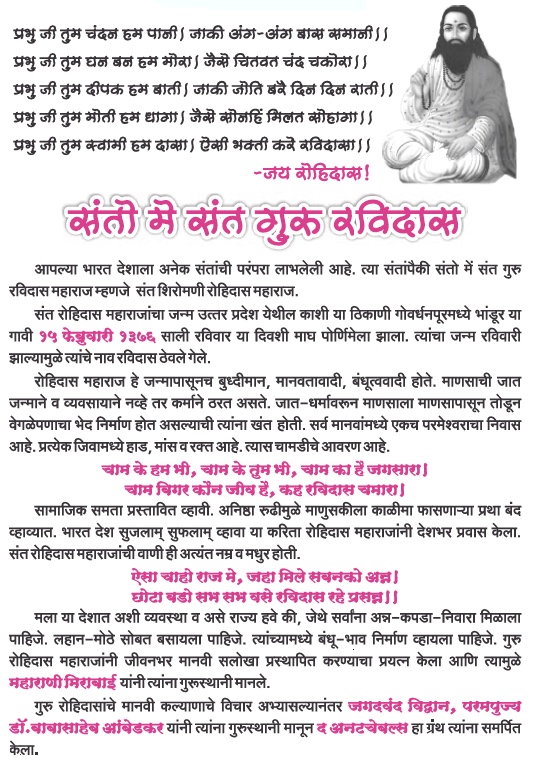 प्रभु जी तुम चंदन हम पानी। जाकी अंग-अंग बास समानी।।
प्रभु जी तुम घन बन हम मोरा। जैसे चितवत चंद चकोरा।।
प्रभु जी तुम दीपक हम बाती। जाकी जोति बरै दिन दिन राती।।
प्रभु जी तुम मोती हम धागा। जैसे सोनहिं मिलत सोहागा।।
प्रभु जी तुम स्वामी हम दासा। ऐसी भक्ती करे रविदासा।।
-जय रोहिदास!
संतो मे संत गुरु रविदास
आपल्या भारत देशाला अनेक संतांची परंपरा लाभलेली आहे. त्या संतांपैकी संतो में संत गुरु
रविदास महाराज म्हणजे संत शिरोमणी रोहिदास महाराज.
संत रोहिदास महाराजांचा जन्म उत्तर प्रदेश येथील काशी या ठिकाणी गोवर्धनपूरमध्ये भांडूर या
गावी १५ फेब्रुवारी १३७६ साली रविवार या दिवशी माघ पोर्णिमेला झाला. त्यांचा जन्म रविवारी
झाल्यामुळे त्यांचे नाव रविदास ठेवले गेले.
रोहिदास महाराज हे जन्मापासूनच बुध्दीमान, मानवतावादी, बंधूत्ववादी होते. माणसाची जात
जन्माने व व्यवसायाने नव्हे तर कर्माने ठरत असते. जात-धर्मावरून माणसाला माणसापासून तोडून
वेगळेपणाचा भेद निर्माण होत असल्याची त्यांना खंत होती. सर्व मानवांमध्ये एकच परमेश्वराचा निवास
आहे. प्रत्येक जिवामध्ये हाड, मांस व रक्त आहे. त्यास चामडीचे आवरण आहे.
चाम के हम भी, चाम के तुम भी, चाम का है जगसारा।
चाम बिगर कौन जीव है, कह रविदास चमारा।
सामाजिक समता प्रस्तावित व्हावी. अनिष्ठा रुढीमुळे माणुसकीला काळीमा फासणाऱ्या प्रथा बंद
व्हाव्यात. भारत देश सुजलाम् सुफलाम् व्हावा या करिता रोहिदास महाराजांनी देशभर प्रवास केला.
संत रोहिदास महाराजांची वाणी ही अत्यंत नम्र व मधुर होती.
ऐसा चाहो राज मे, जहा मिले सबनको अन्न।
छोटा बडो सभ सभ बसे रविदास रहे प्रसन्न।।
मला या देशात अशी व्यवस्था व असे राज्य हवे की, जेथे सर्वांना अन्न-कपडा-निवारा मिळाला
पाहिजे. लहान-मोठे सोबत बसायला पाहिजे. त्यांच्यामध्ये बंधू-भाव निर्माण व्हायला पाहिजे. गुरु
रोहिदास महाराजांनी जीवनभर मानवी सलोखा प्रस्थापित करण्याचा प्रयत्न केला आणि त्यामुळे
महाराणी मिराबाई यांनी त्यांना गुरूस्थानी मानले.
गुरु रोहिदासांचे मानवी कल्याणाचे विचार अभ्यासल्यानंतर जगदवंद विद्वान, परमपुज्य
डॉ.बाबासाहेब आंबेडकर यांनी त्यांना गुरुस्थानी मानून द अनटचेबल्स हा ग्रंथ त्यांना समर्पित
केला.